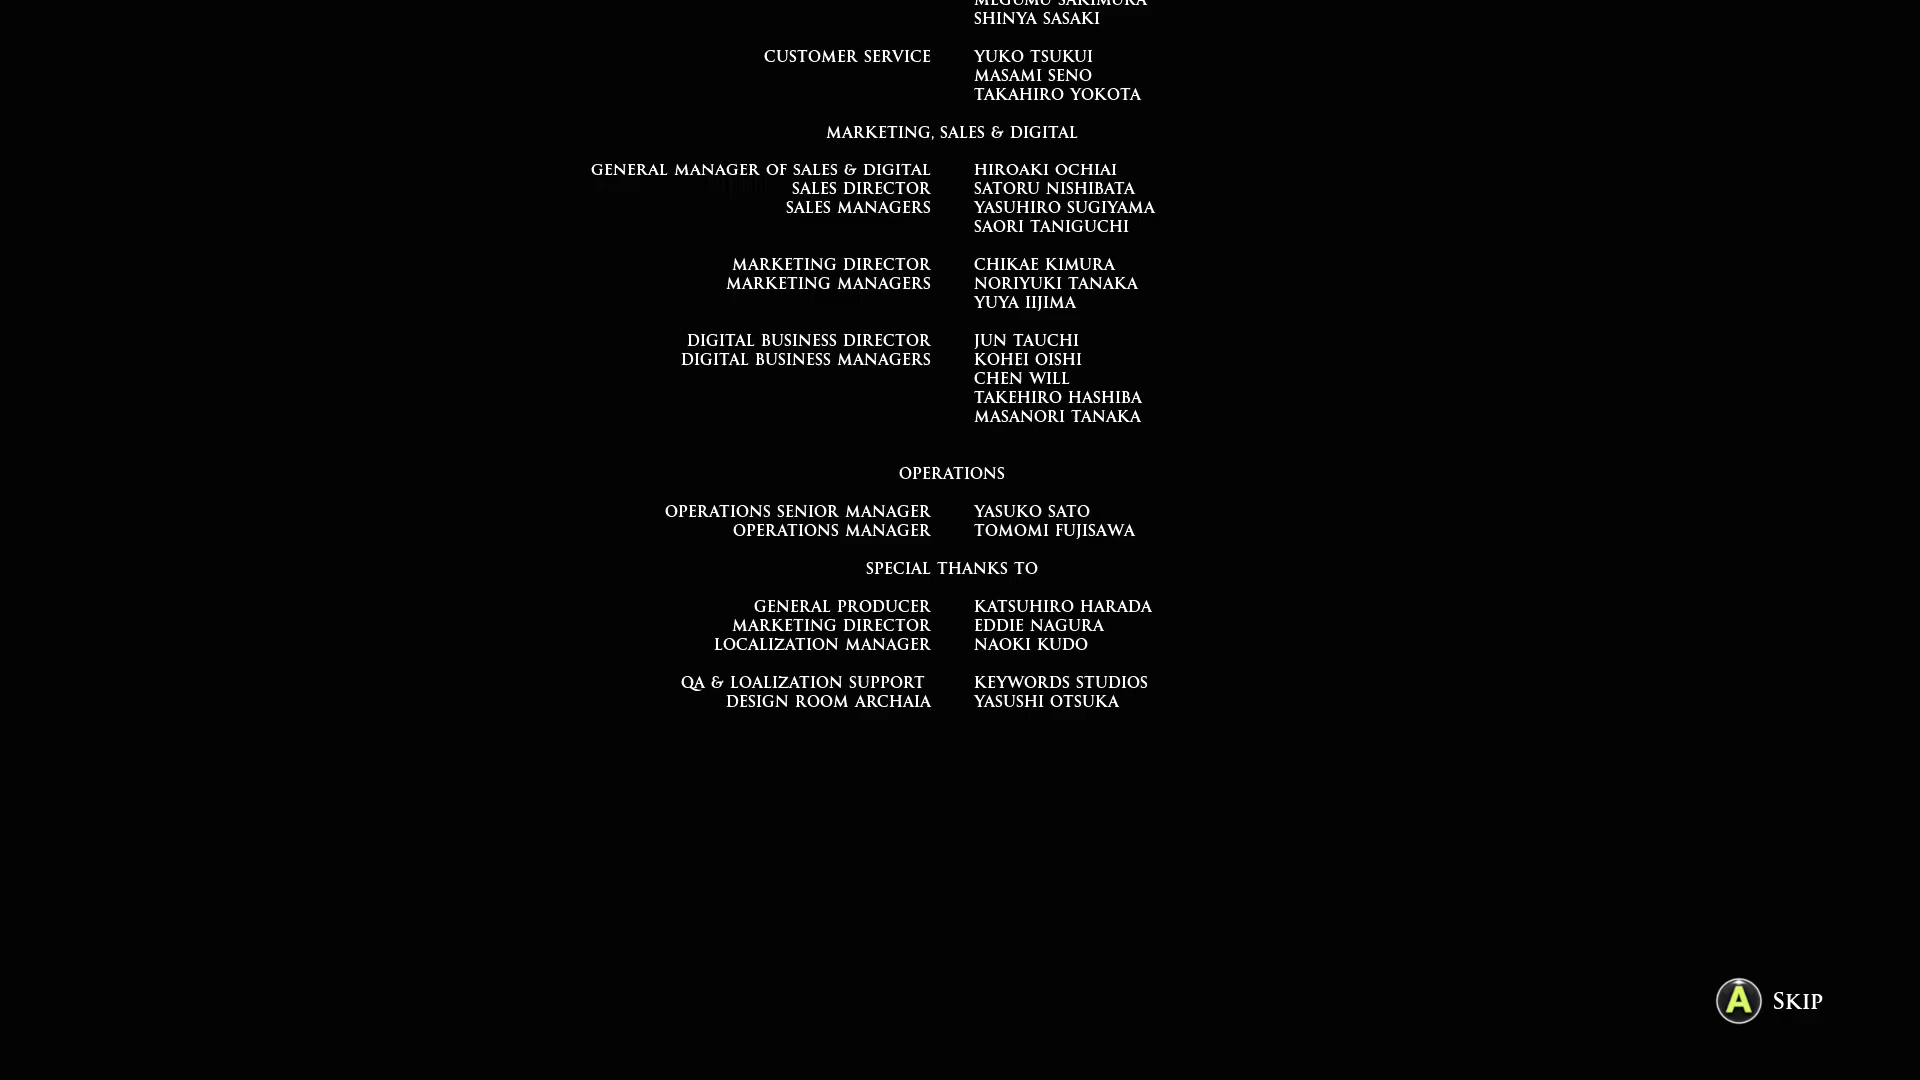 MEGUMU SAKIMURA
SHINYA SASAKI
CUSTOMER SERVICE YUKO TSUKUI
MASAMI SENO
TAKAHIRO YOKOTA
MARKETING, SALES & DIGITAL
GENERAL MANAGER OF SALES & DIGITAL HIROAKI OCHIAI
SALES DIRECTOR SATORU NISHIBATA
SALES MANAGERS YASUHIRO SUGIYAMA
SAORI TANIGUCHI
MARKETING DIRECTOR CHIKAE KIMURA
MARKETING MANAGERS NORIYUKI TANAKA
YUYA IIJIMA
DIGITAL BUSINESS DIRECTOR JUN TAUCHI
DIGITAL BUSINESS MANAGERS KOHEI OISHI
CHEN WILL
TAKEHIRO HASHIBA
MASANORI TANAKA
OPERATIONS
OPERATIONS SENIOR MANAGER YASUKO SATO
OPERATIONS MANAGER TOMOMI FUJISAWA
SPECIAL THANKS TO
GENERAL PRODUCER KATSUHIRO HARADA
MARKETING DIRECTOR EDDIE NAGURA
LOCALIZATION MANAGER NAOKI KUDO
QA & LOALIZATION SUPPORT KEYWORDS STUDIOS
DESIGN ROOM ARCHAIA YASUSHI OTSUKA
A SKIP